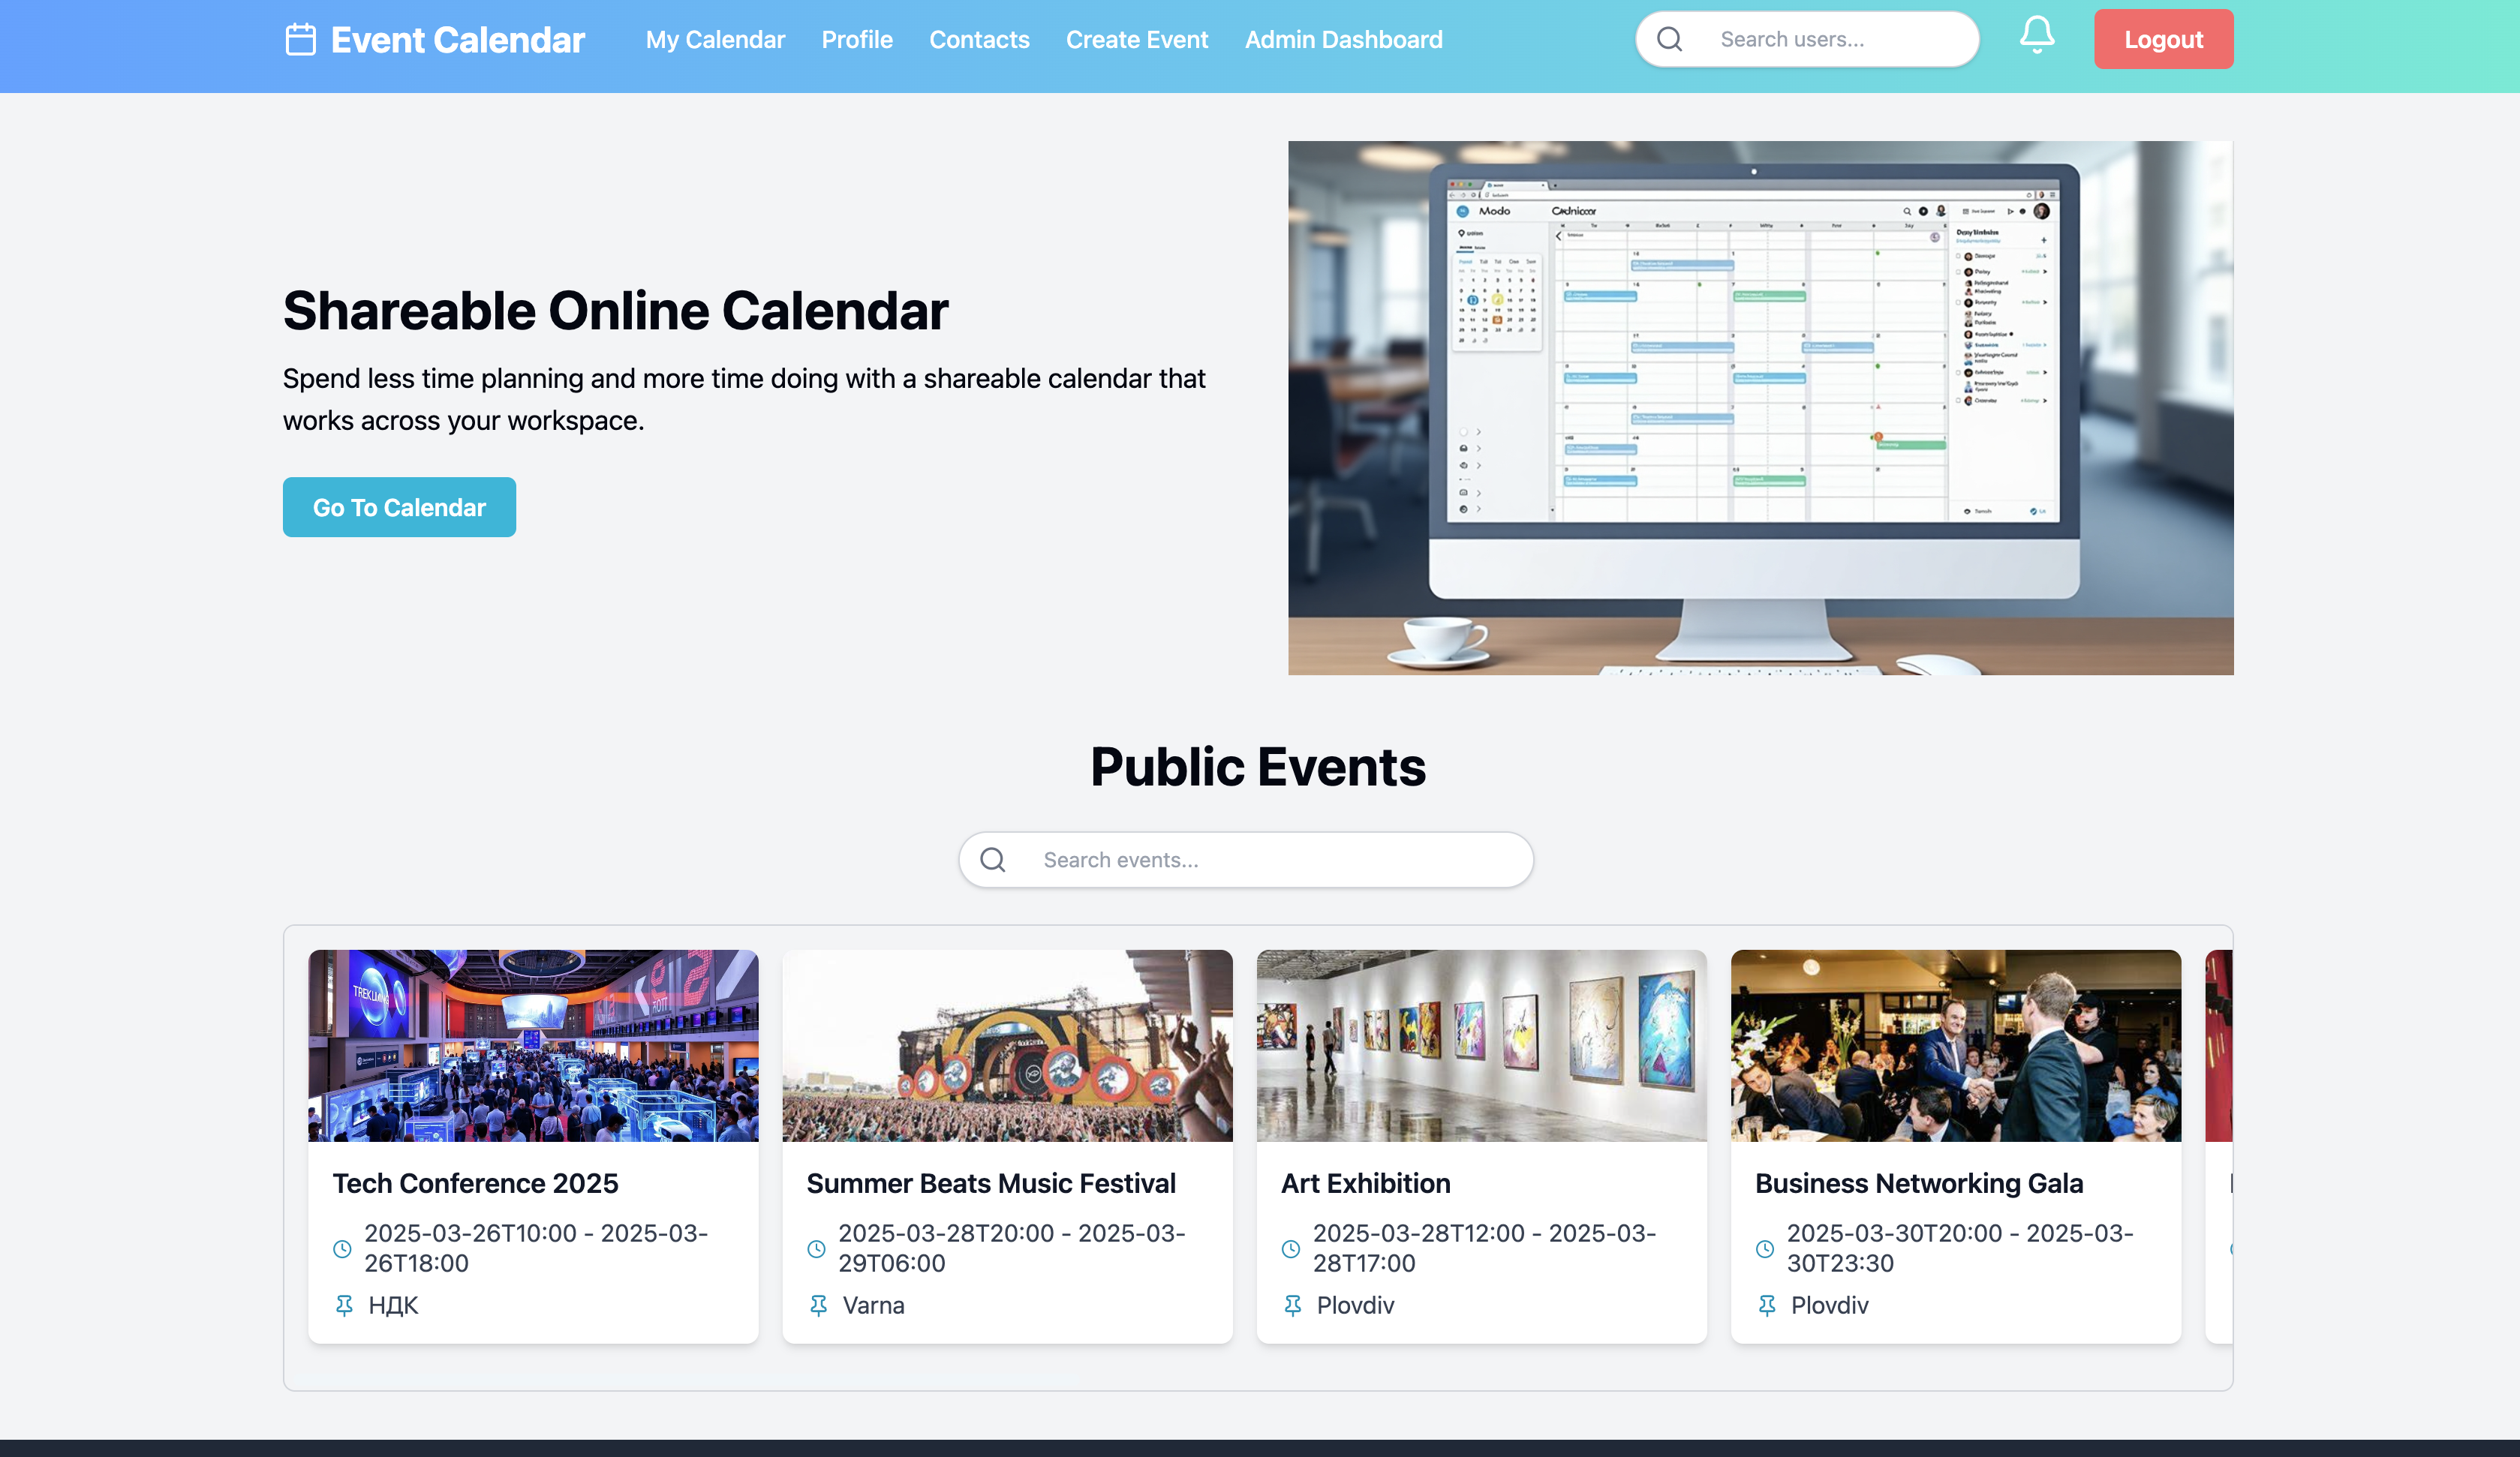 Event Calendar
My Calendar
Profile
Contacts
Create Event
Admin Dashboard
Search users...
Logout
Shareable Online Calendar
Spend less time planning and more time doing with a shareable calendar that
works across your workspace.
Go To Calendar
Modo
Public Events
Search events...
Tech Conference 2025
2025-03-26T10:00 - 2025-03-
26T18:00
НДК
Summer Beats Music Festival
2025-03-28T20:00 - 2025-03-
29T06:00
Varna
Art Exhibition
2025-03-28T12:00 - 2025-03-
28T17:00
Plovdiv
Business Networking Gala
2025-03-30T20:00 - 2025-03-
30T23:30
Plovdiv